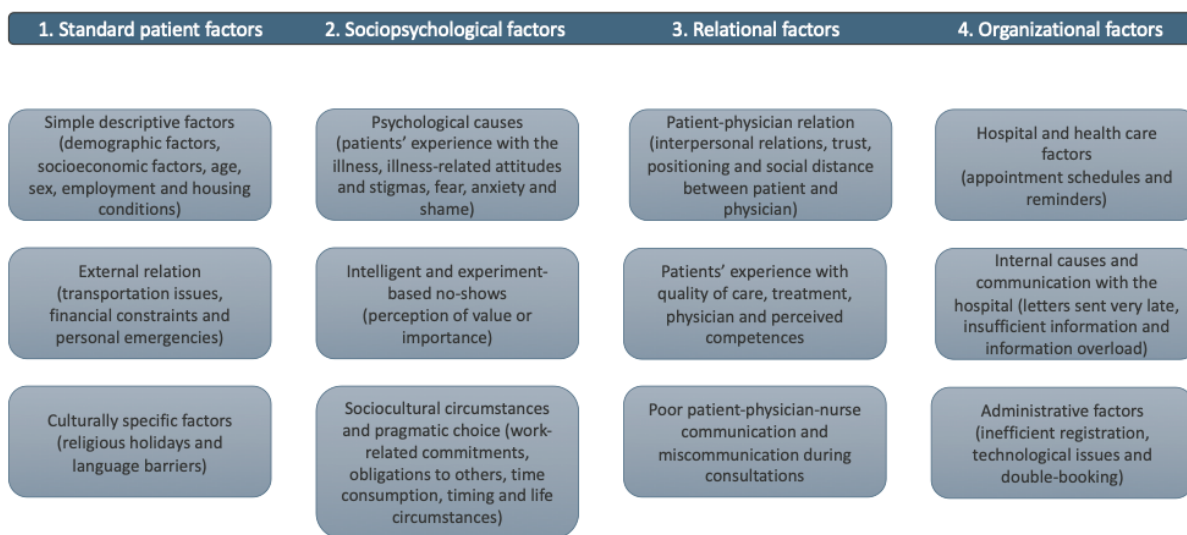 1. Standard patient factors
2. Sociopsychological factors
3. Relational factors
4. Organizational factors
Simple descriptive factors
(demographic factors,
socioeconomic factors, age,
sex, employment and housing
conditions)
Psychological causes
(patients’ experience with the
illness, illness-related attitudes
and stigmas, fear, anxiety and
shame)
Patient-physician relation
(interpersonal relations, trust,
positioning and social distance
between patient and
physician)
Hospital and health care
factors
(appointment schedules and
reminders)
External relation
(transportation issues,
financial constraints and
personal emergencies)
Intelligent and experiment-
based no-shows
(perception of value or
importance)
Patients’ experience with
quality of care, treatment,
physician and perceived
competences
Internal causes and
communication with the
hospital (letters sent very late,
insufficient information and
information overload)
Culturally specific factors
(religious holidays and
language barriers)
Sociocultural circumstances
and pragmatic choice (work-
related commitments,
obligations to others, time
consumption, timing and life
circumstances)
Poor patient-physician-nurse
communication and
miscommunication during
consultations
Administrative factors
(inefficient registration,
technological issues and
double-booking)